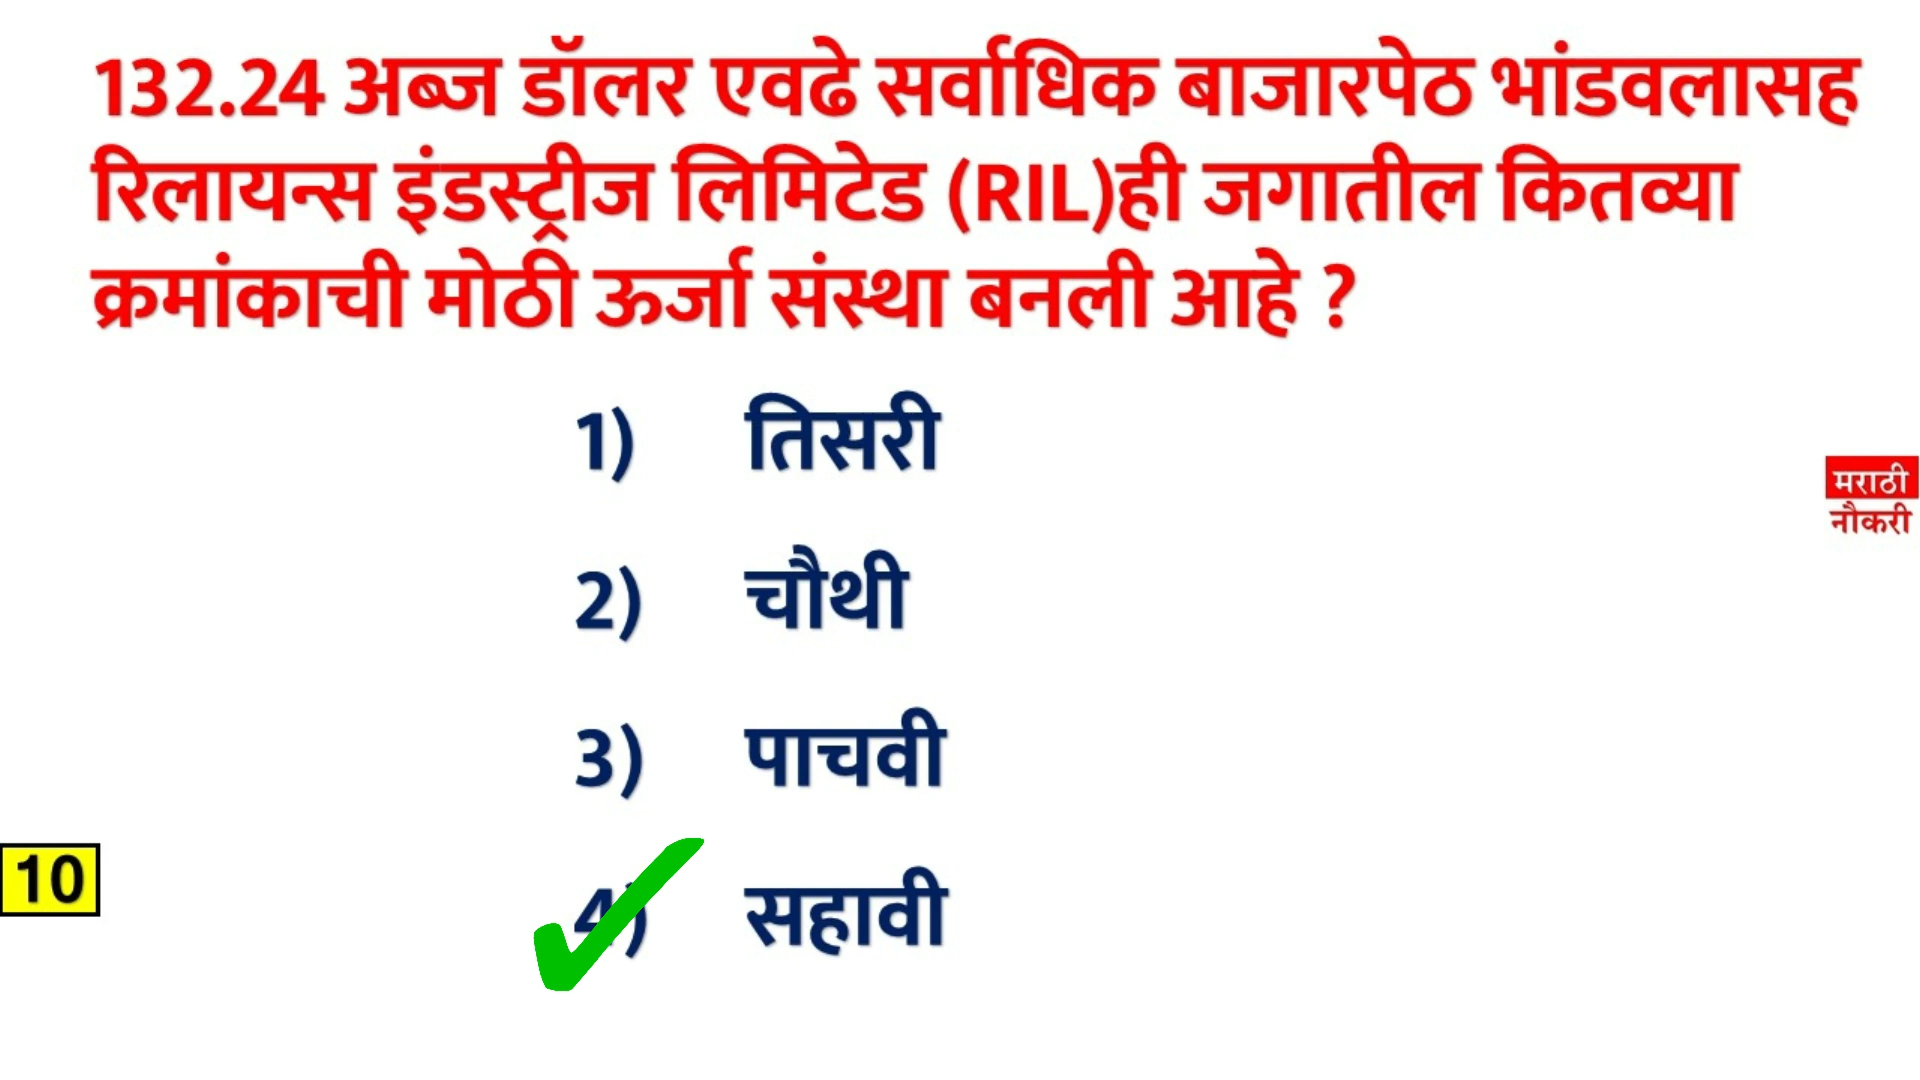 132.24 अब्ज डॉलर एवढे सर्वाधिक बाजारपेठ भांडवलासह
रिलायन्स इंडस्ट्रीज लिमिटेड (RIL)ही जगातील कितव्या
क्रमांकाची मोठी ऊर्जा संस्था बनली आहे ?
1) तिसरी
मराठी
नौकरी
2) चौथी
3) पाचवी
10
4) सहावी